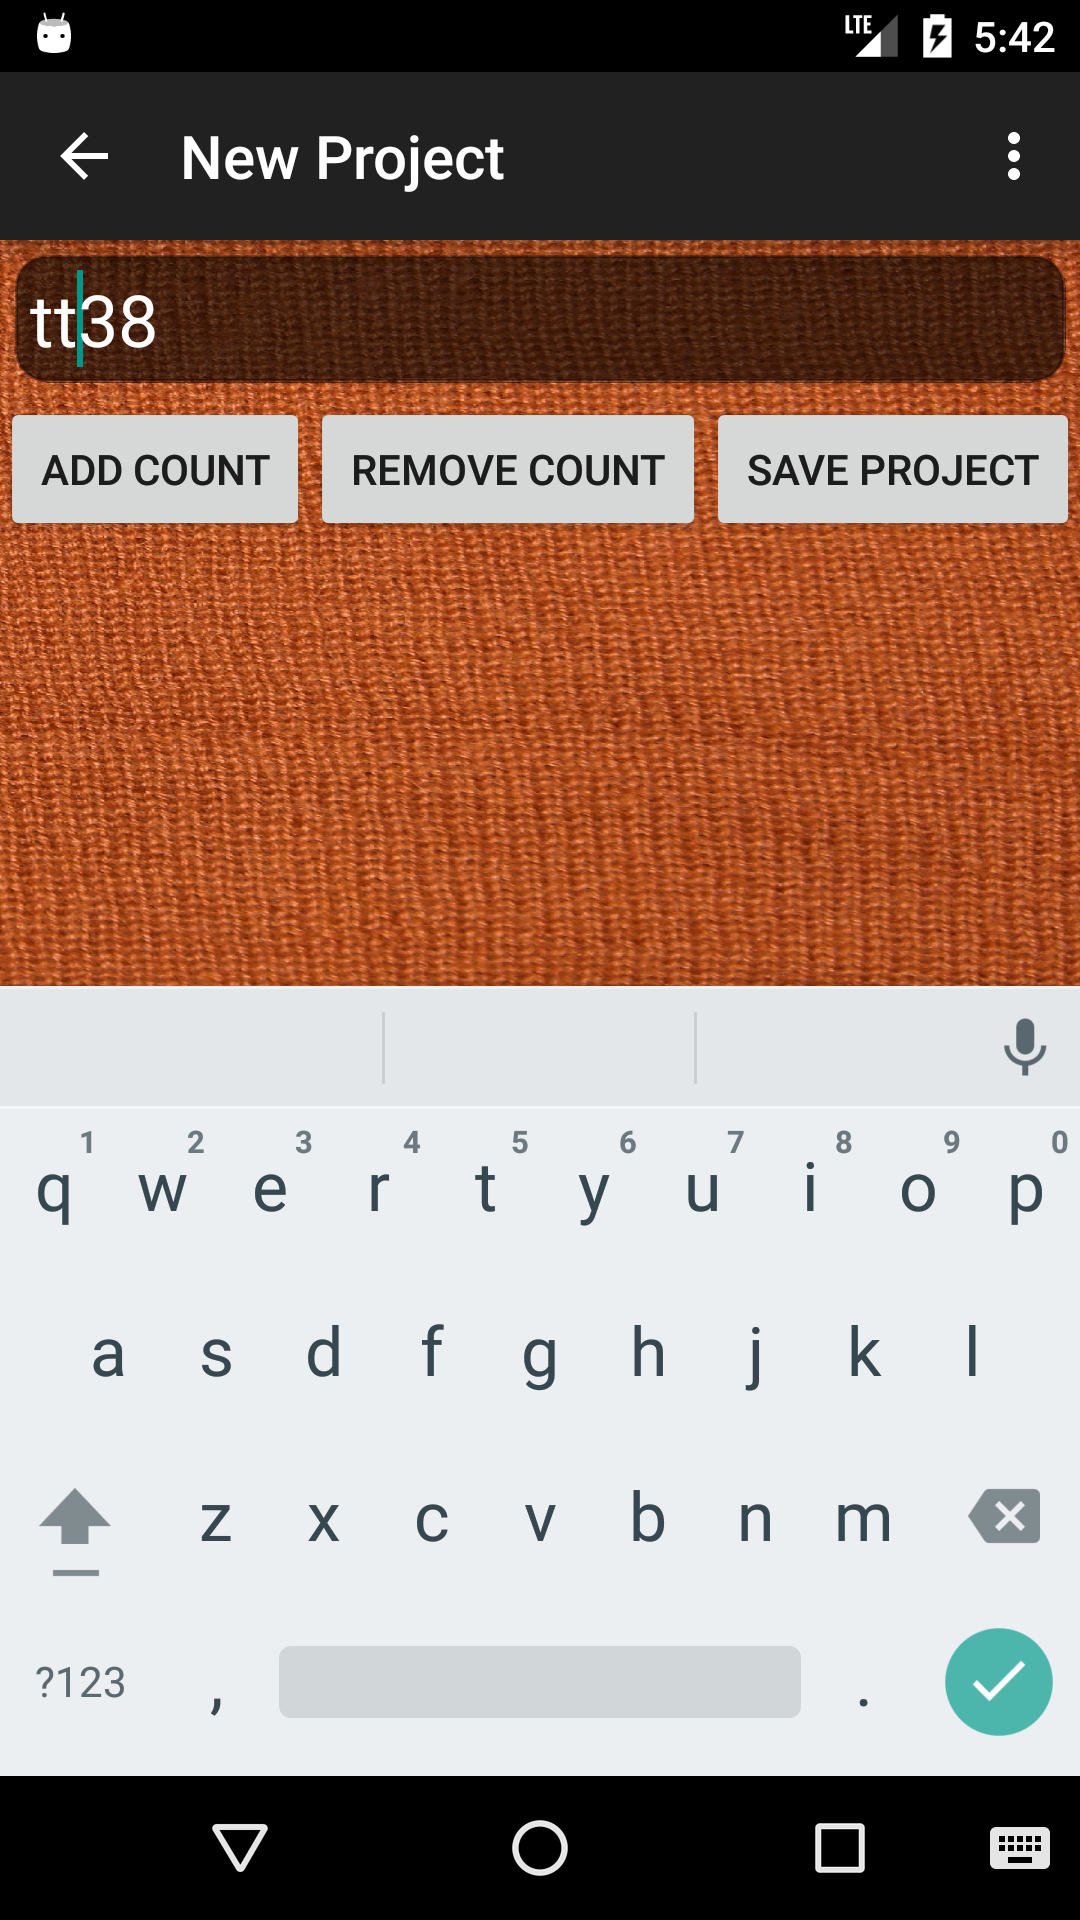 LTE 5:42
New Project
tt38
ADD COUNT REMOVE COUNT SAVE PROJECT
1 2 3 4 5 6 7 8 9 0
q w e r t y u i o p
a s d f g h j k l
z x c v b n m
?123 , .